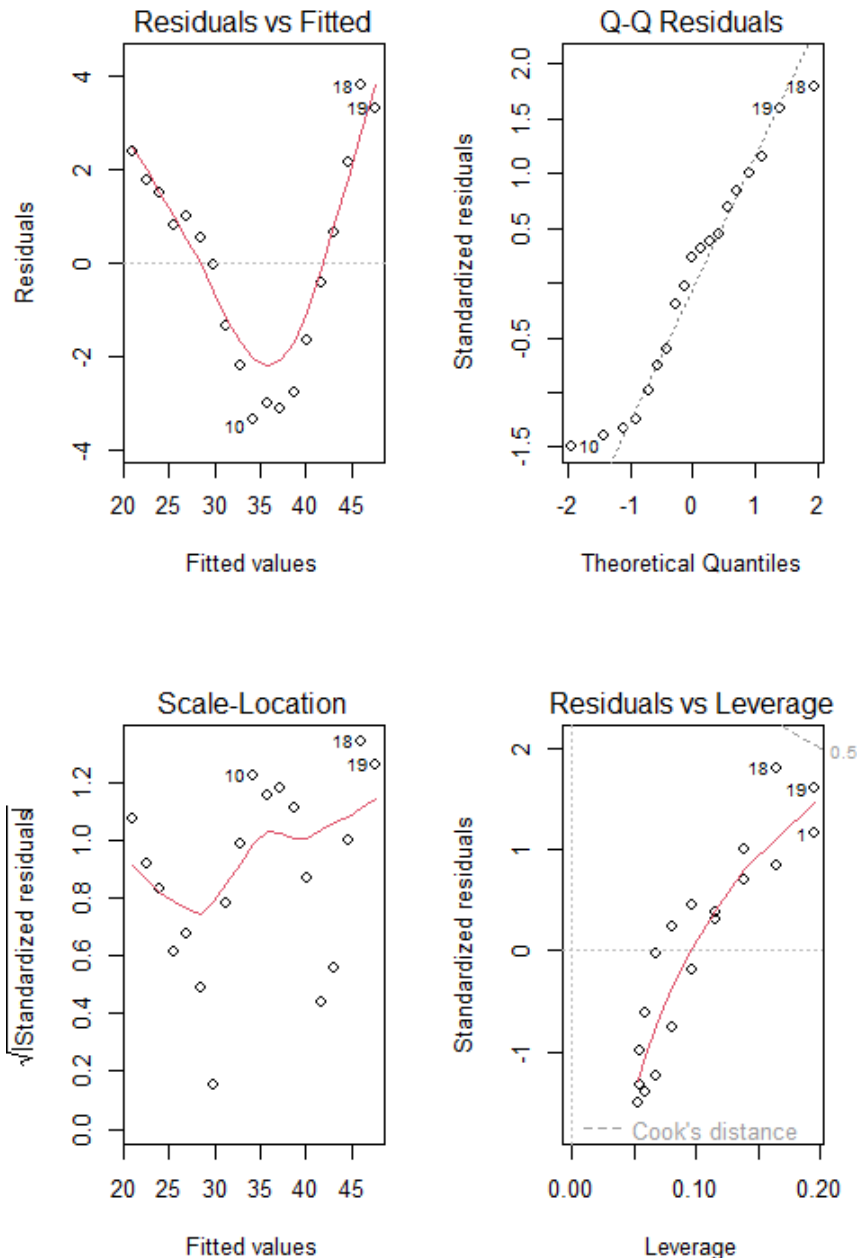 Residuals vs Fitted
Residuals
4
2
0
-2
-4
18
19
10
20 25 30 35 40 45
Fitted values
Q-Q Residuals
Standardized residuals
2.0
1.5
1.0
0.5
-0.5
-1.5
18
19
10
-2 -1 0 1 2
Theoretical Quantiles
Scale-Location
√|Standardized residuals|
1.2
1.0
0.8
0.6
0.4
0.2
0.0
18
10
19
20 25 30 35 40 45
Fitted values
Residuals vs Leverage
Standardized residuals
2
1
0
-1
0.5
18
19
1
Cook's distance
0.00 0.10 0.20
Leverage